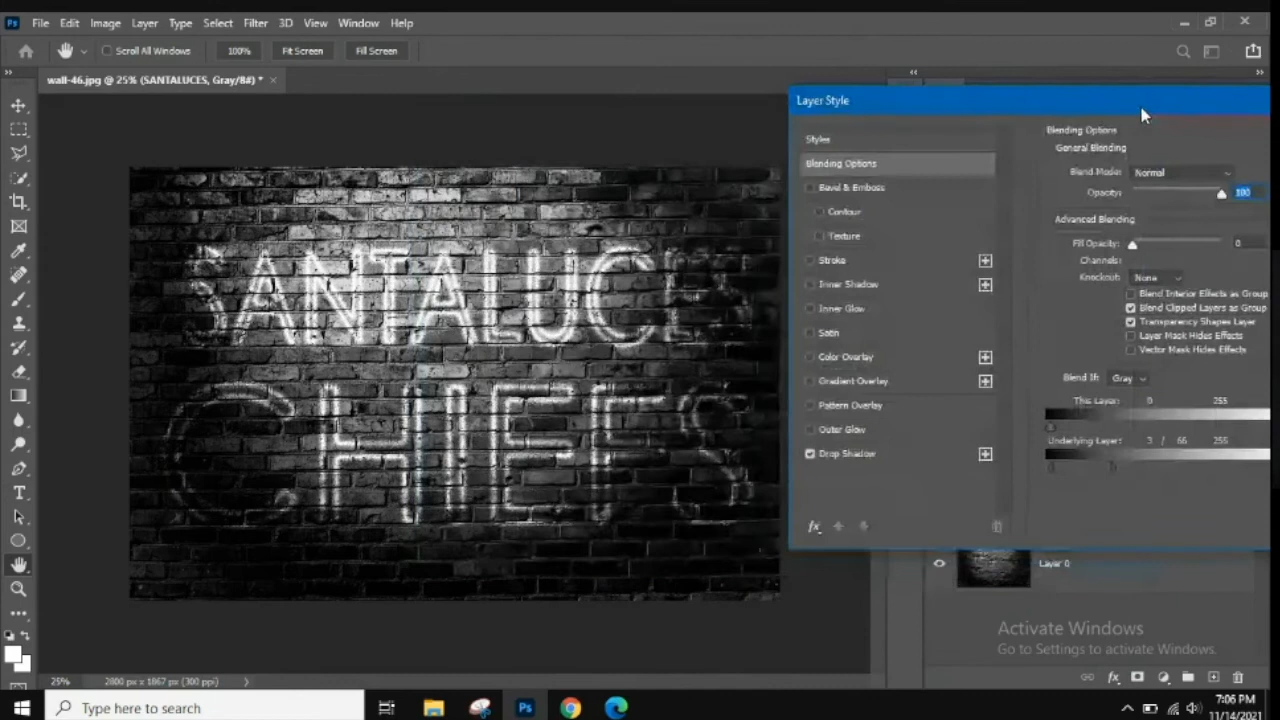 Ps File Edit Image Layer Type Select Filter 3D View Window Help
Scroll All Windows 100% Fit Screen Fill Screen
wall-46.jpg @ 25% (SANTALUCES, Gray/8#) * ×
SANTALUCES
CHIEFS
Layer Style
Styles
Blending Options
Bevel & Emboss
Contour
Texture
Stroke
Inner Shadow
Inner Glow
Satin
Color Overlay
Gradient Overlay
Pattern Overlay
Outer Glow
Drop Shadow
fx
Blending Options
General Blending
Blend Mode: Normal
Opacity: 100
Advanced Blending
Fill Opacity: 0
Channels:
Knockout: None
Blend Interior Effects as Group
Blend Clipped Layers as Group
Transparency Shapes Layer
Layer Mask Hides Effects
Vector Mask Hides Effects
Blend If: Gray
This Layer: 0 255
Underlying Layer: 3 / 66 255
Layer 0
Activate Windows
Go to Settings to activate Windows.
fx
25% 2800 px x 1867 px (300 ppi)
Type here to search
Ps
7:06 PM
11/14/2021